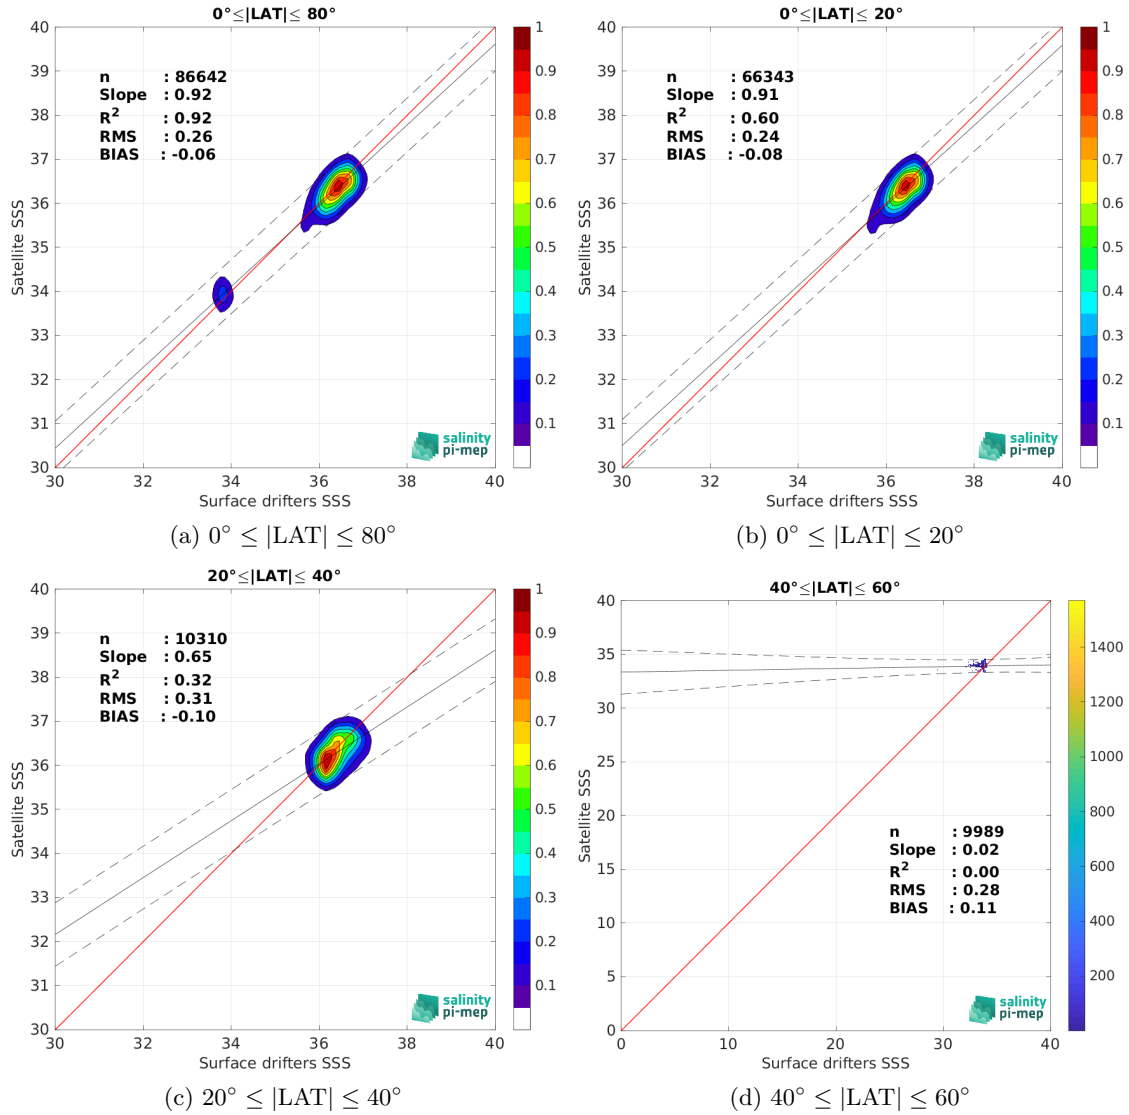 0°≤|LAT|≤ 80°
n : 86642
Slope : 0.92
R2 : 0.92
RMS : 0.26
BIAS : -0.06
Satellite SSS
40
39
38
37
36
35
34
33
32
31
30
30 32 34 36 38 40
Surface drifters SSS
1
0.9
0.8
0.7
0.6
0.5
0.4
0.3
0.2
0.1
salinity
pi-mep
(a) 0° ≤ |LAT| ≤ 80°
0°≤|LAT|≤ 20°
n : 66343
Slope : 0.91
R2 : 0.60
RMS : 0.24
BIAS : -0.08
Satellite SSS
40
39
38
37
36
35
34
33
32
31
30
30 32 34 36 38 40
Surface drifters SSS
1
0.9
0.8
0.7
0.6
0.5
0.4
0.3
0.2
0.1
salinity
pi-mep
(b) 0° ≤ |LAT| ≤ 20°
20°≤|LAT|≤ 40°
n : 10310
Slope : 0.65
R2 : 0.32
RMS : 0.31
BIAS : -0.10
Satellite SSS
40
39
38
37
36
35
34
33
32
31
30
30 32 34 36 38 40
Surface drifters SSS
1
0.9
0.8
0.7
0.6
0.5
0.4
0.3
0.2
0.1
salinity
pi-mep
(c) 20° ≤ |LAT| ≤ 40°
40°≤|LAT|≤ 60°
n : 9989
Slope : 0.02
R2 : 0.00
RMS : 0.28
BIAS : 0.11
Satellite SSS
40
35
30
25
20
15
10
5
0
0 10 20 30 40
Surface drifters SSS
1400
1200
1000
800
600
400
200
salinity
pi-mep
(d) 40° ≤ |LAT| ≤ 60°